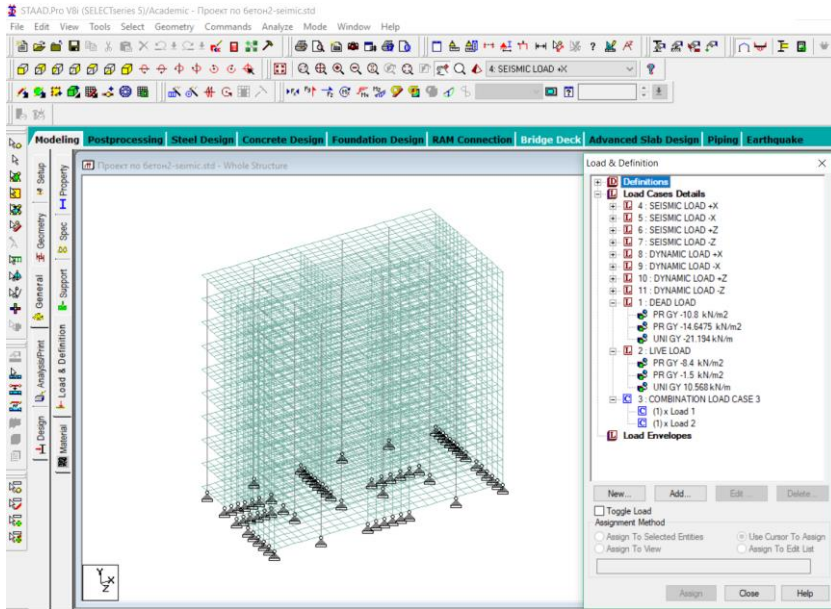 STAAD.Pro V8i (SELECTseries 5)/Academic - Проект по бетон2-seimic.std
File Edit View Tools Select Geometry Commands Analyze Mode Window Help
4: SEISMIC LOAD +X
Modeling Postprocessing Steel Design Concrete Design Foundation Design RAM Connection Bridge Deck Advanced Slab Design Piping Earthquake
Проект по бетон2-seimic.std - Whole Structure
Setup
Geometry
General
Analysis/Print
Design
Property
Spec
Support
Load & Definition
Material
Y
X
Z
Load & Definition
Definitions
Load Cases Details
4 : SEISMIC LOAD +X
5 : SEISMIC LOAD -X
6 : SEISMIC LOAD +Z
7 : SEISMIC LOAD -Z
8 : DYNAMIC LOAD +X
9 : DYNAMIC LOAD -X
10 : DYNAMIC LOAD +Z
11 : DYNAMIC LOAD -Z
1 : DEAD LOAD
PR GY -10.8 kN/m2
PR GY -14.6475 kN/m2
UNI GY -21.194 kN/m
2 : LIVE LOAD
PR GY -8.4 kN/m2
PR GY -1.5 kN/m2
UNI GY 10.568 kN/m
3 : COMBINATION LOAD CASE 3
(1) x Load 1
(1) x Load 2
Load Envelopes
New... Add... Edit... Delete...
Toggle Load
Assignment Method
Assign To Selected Entities Use Cursor To Assign
Assign To View Assign To Edit List
Assign Close Help